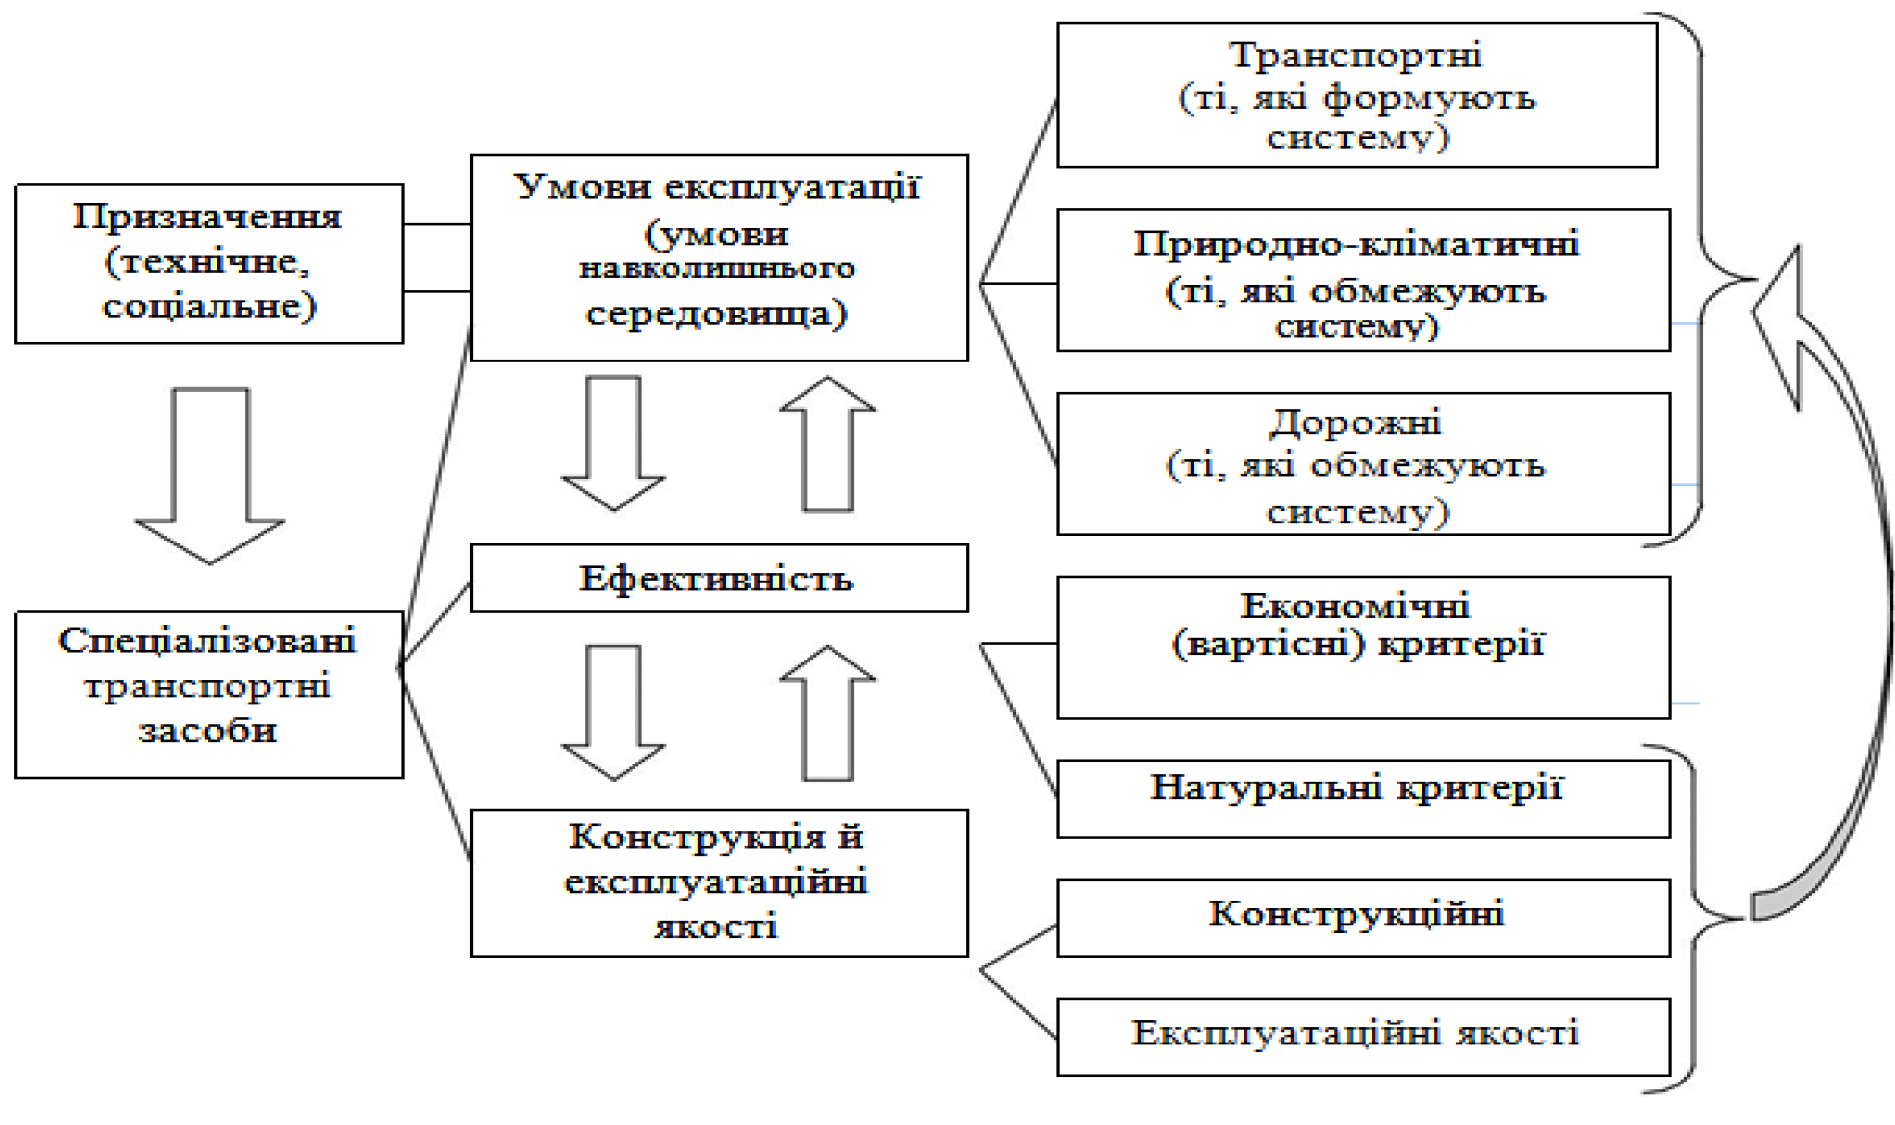 Призначення
(технічне,
соціальне)
Спеціалізовані
транспортні
засоби
Умови експлуатації
(умови
навколишнього
середовища)
Ефективність
Конструкція й
експлуатаційні
якості
Транспортні
(ті, які формують
систему)
Природно-кліматичні
(ті, які обмежують
систему)
Дорожні
(ті, які обмежують
систему)
Економічні
(вартісні) критерії
Натуральні критерії
Конструкційні
Експлуатаційні якості